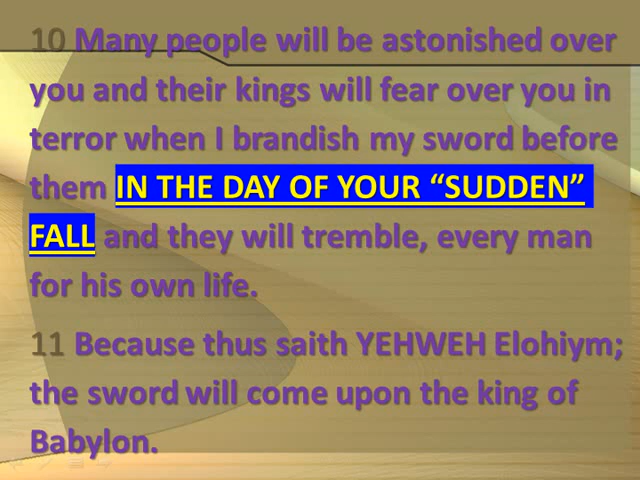 10 Many people will be astonished over
you and their kings will fear over you in
terror when I brandish my sword before
them IN THE DAY OF YOUR “SUDDEN”
FALL and they will tremble, every man
for his own life.
11 Because thus saith YEHWEH Elohiym;
the sword will come upon the king of
Babylon.